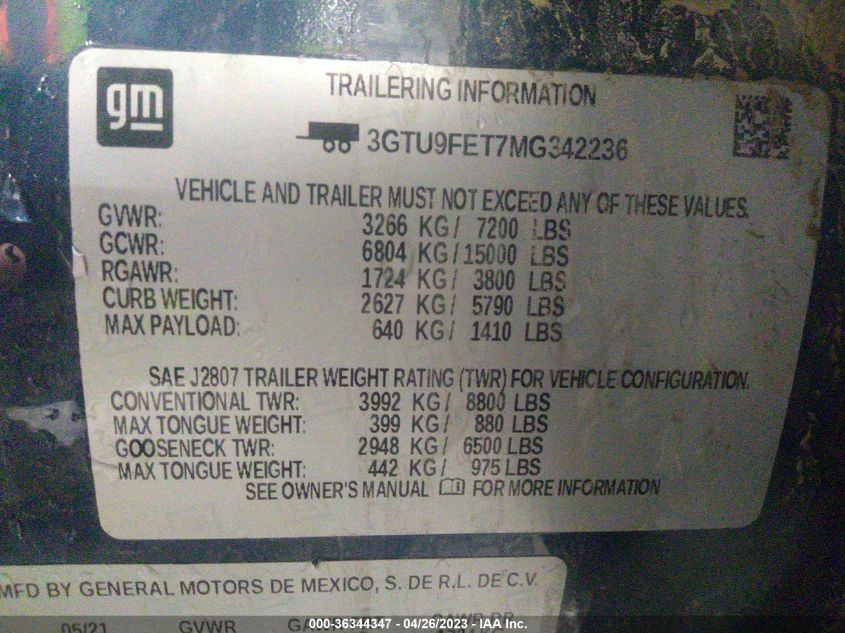 gm
TRAILERING INFORMATION
3GTU9FET7MG342236
VEHICLE AND TRAILER MUST NOT EXCEED ANY OF THESE VALUES.
GVWR: 3266 KG/ 7200 LBS
GCWR: 6804 KG/ 15000 LBS
RGAWR: 1724 KG/ 3800 LBS
CURB WEIGHT: 2627 KG/ 5790 LBS
MAX PAYLOAD: 640 KG/ 1410 LBS
SAE J2807 TRAILER WEIGHT RATING (TWR) FOR VEHICLE CONFIGURATION.
CONVENTIONAL TWR: 3992 KG/ 8800 LBS
MAX TONGUE WEIGHT: 399 KG/ 880 LBS
GOOSENECK TWR: 2948 KG/ 6500 LBS
MAX TONGUE WEIGHT: 442 KG/ 975 LBS
SEE OWNER'S MANUAL FOR MORE INFORMATION
MFD BY GENERAL MOTORS DE MEXICO, S. DE R.L. DE C.V.
05/21 GVWR
000-36344347 - 04/26/2023 - IAA Inc.